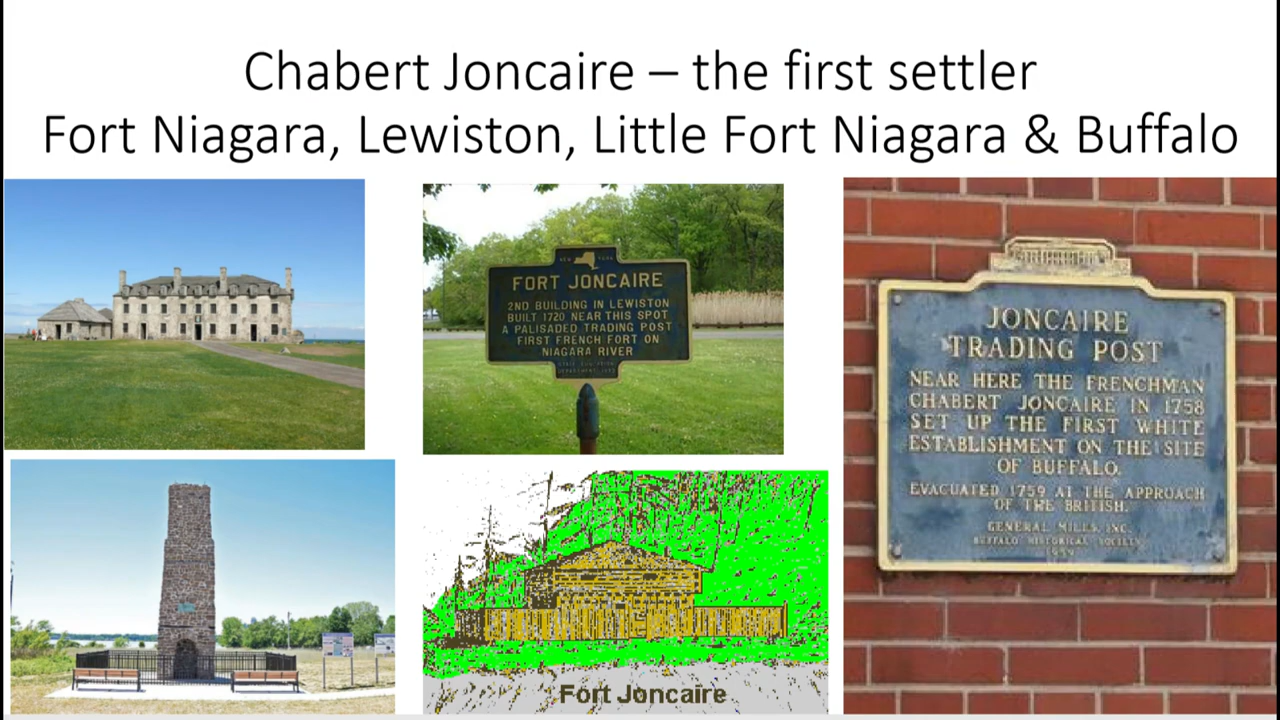 Chabert Joncaire – the first settler
Fort Niagara, Lewiston, Little Fort Niagara & Buffalo
NEW YORK
FORT JONCAIRE
2ND BUILDING IN LEWISTON
BUILT 1720 NEAR THIS SPOT
A PALISADED TRADING POST
FIRST FRENCH FORT ON
NIAGARA RIVER
JONCAIRE
TRADING POST
NEAR HERE THE FRENCHMAN
CHABERT JONCAIRE IN 1758
SET UP THE FIRST WHITE
ESTABLISHMENT ON THE SITE
OF BUFFALO.
EVACUATED 1759 AT THE APPROACH
OF THE BRITISH.
GENERAL MILLS, INC.
BUFFALO HISTORICAL SOCIETY
Fort Joncaire